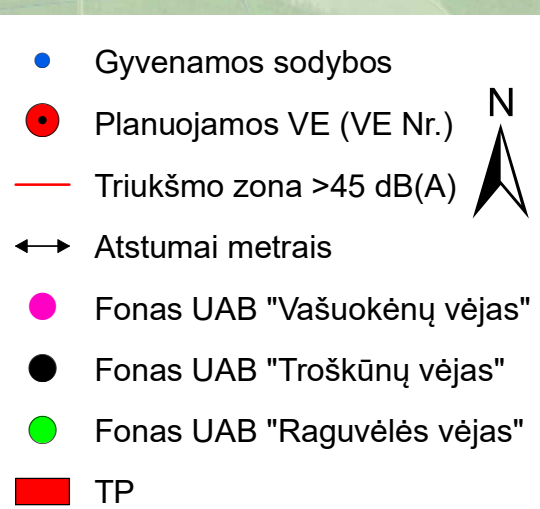 Gyvenamos sodybos
Planuojamos VE (VE Nr.)
N
Triukšmo zona >45 dB(A)
Atstumai metrais
Fonas UAB "Vašuokėnų vėjas"
Fonas UAB "Troškūnų vėjas"
Fonas UAB "Raguvėlės vėjas"
TP